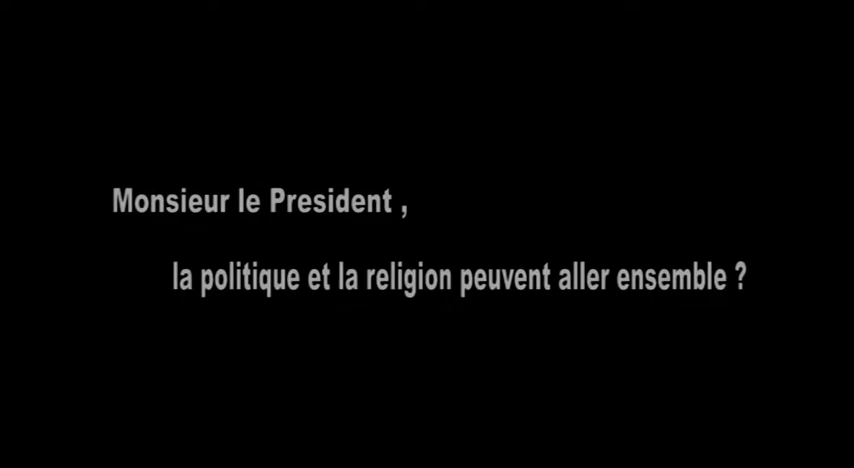 Monsieur le President ,
la politique et la religion peuvent aller ensemble ?